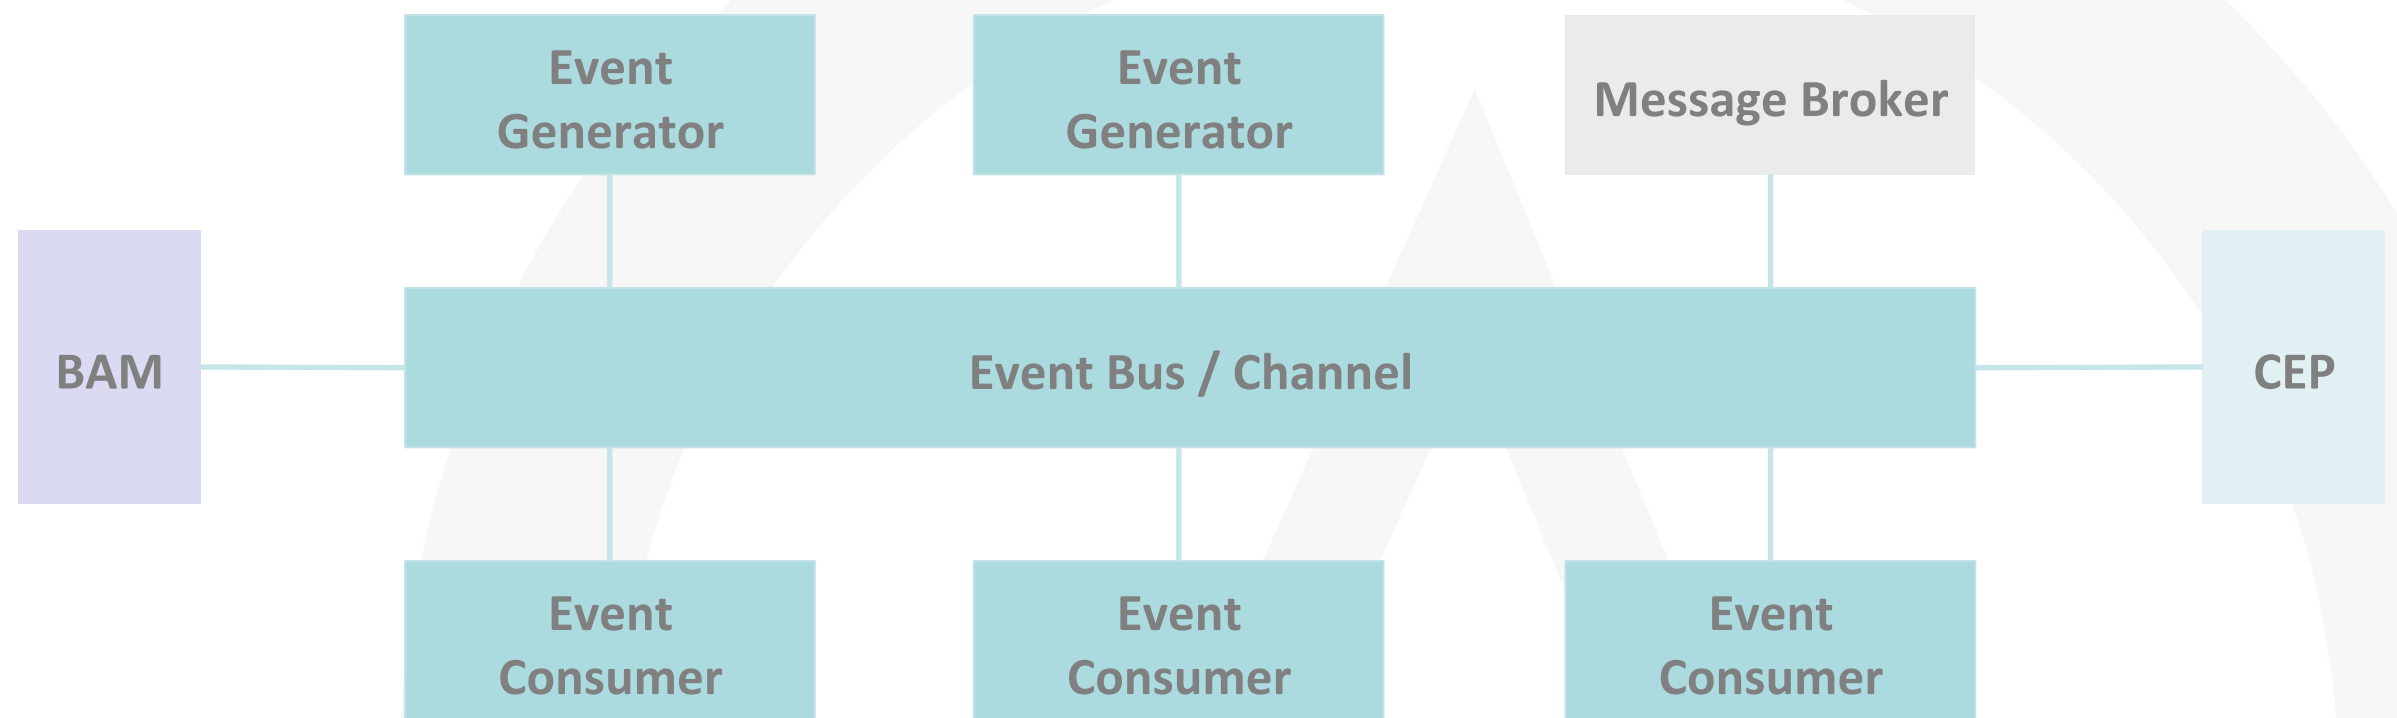 Event
Generator
Event
Generator
Message Broker
BAM
Event Bus / Channel
CEP
Event
Consumer
Event
Consumer
Event
Consumer